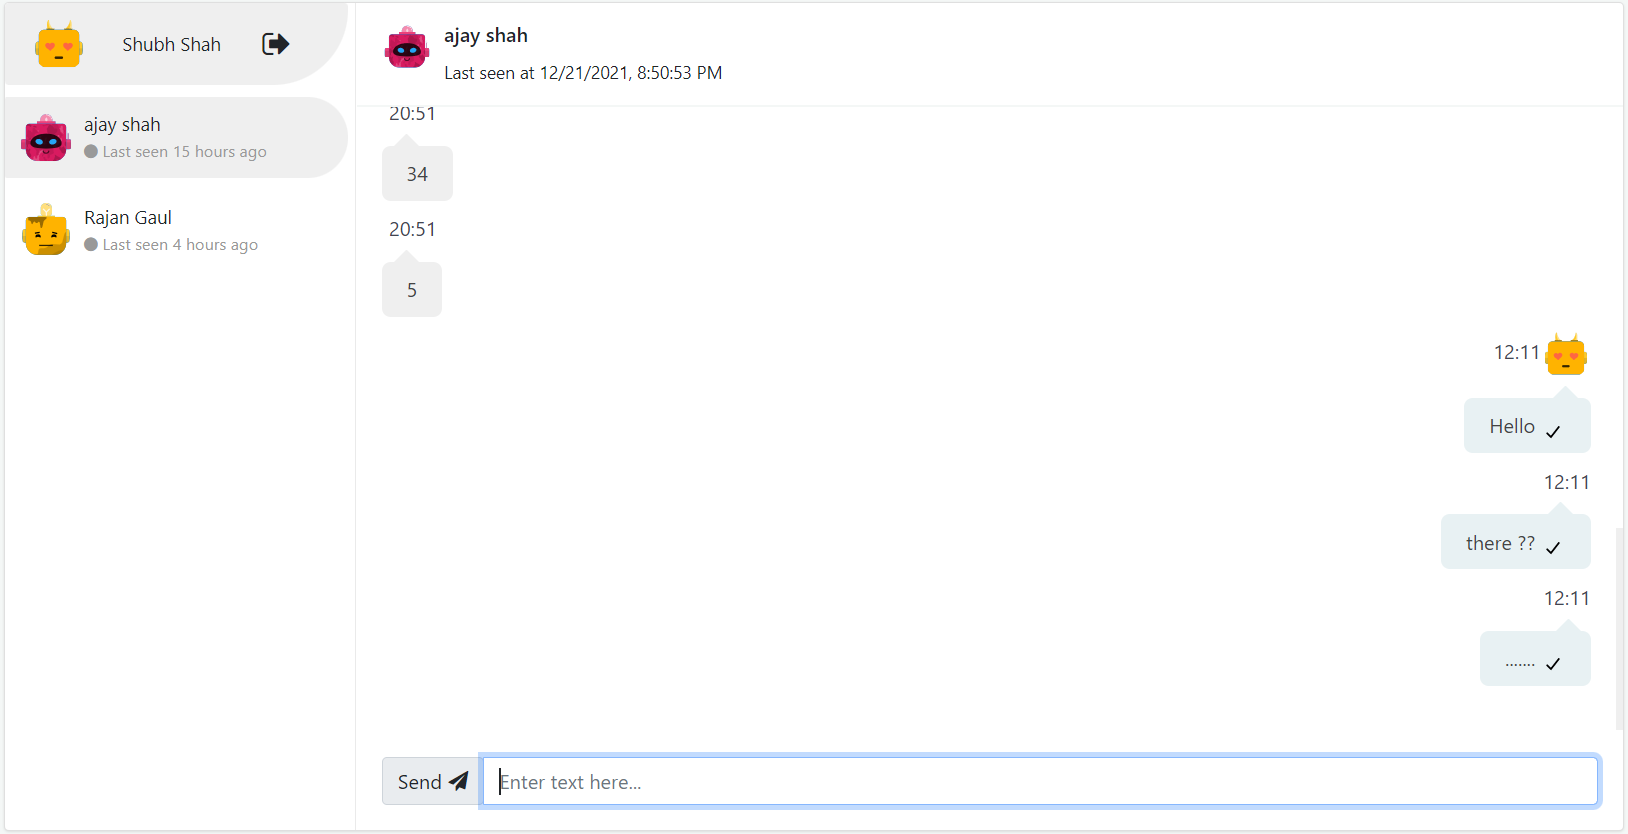 Shubh Shah
ajay shah
Last seen 15 hours ago
Rajan Gaul
Last seen 4 hours ago
ajay shah
Last seen at 12/21/2021, 8:50:53 PM
20:51
34
20:51
5
12:11
Hello
12:11
there ??
12:11
.......
Send
Enter text here...